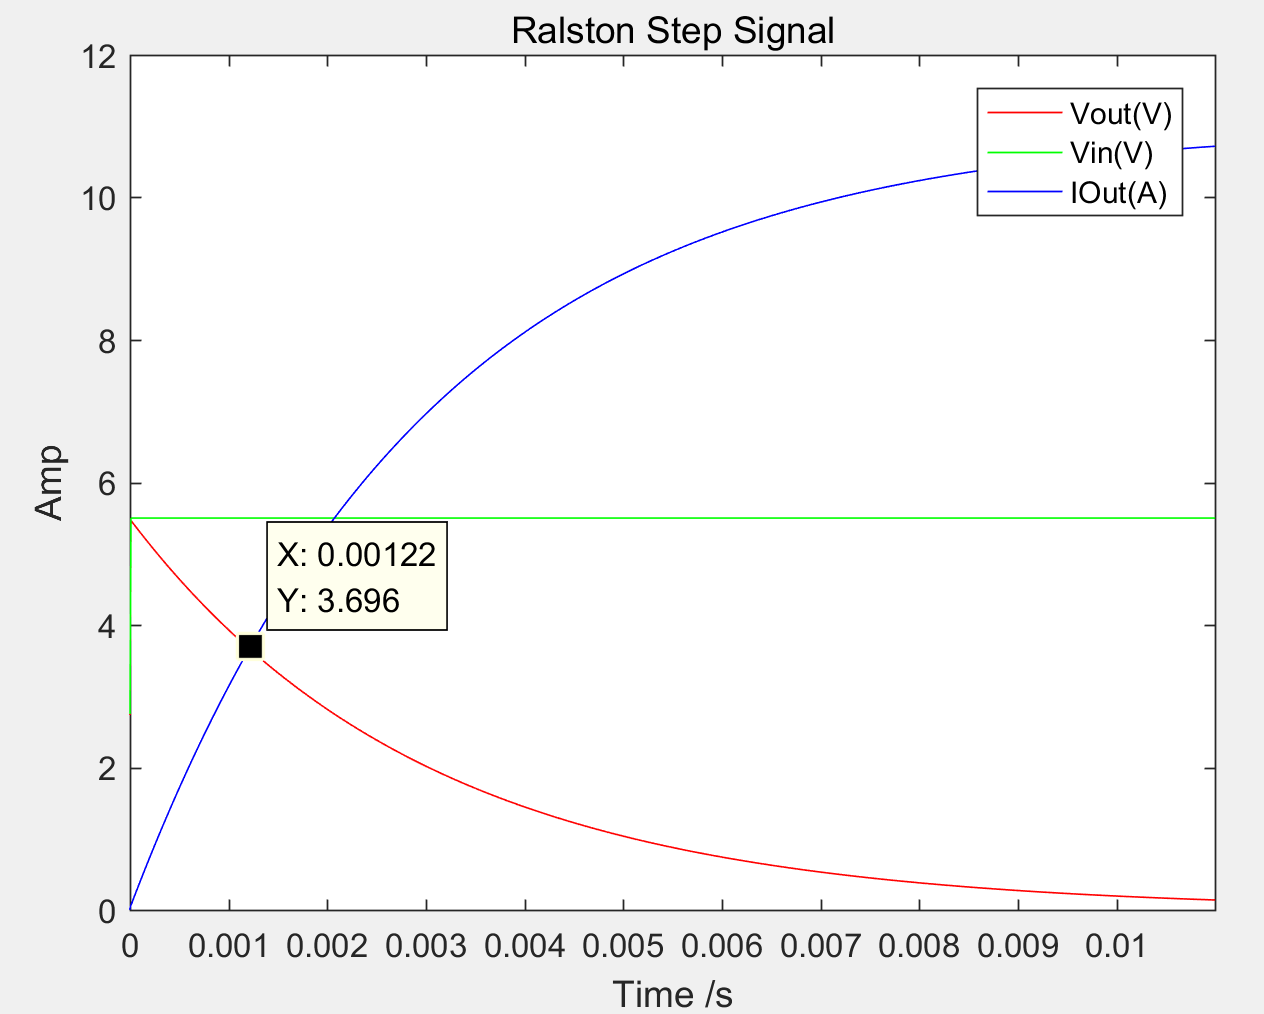 Ralston Step Signal
12
10
8
6
4
2
0
Amp
Vout(V)
Vin(V)
IOut(A)
X: 0.00122
Y: 3.696
0 0.001 0.002 0.003 0.004 0.005 0.006 0.007 0.008 0.009 0.01
Time /s